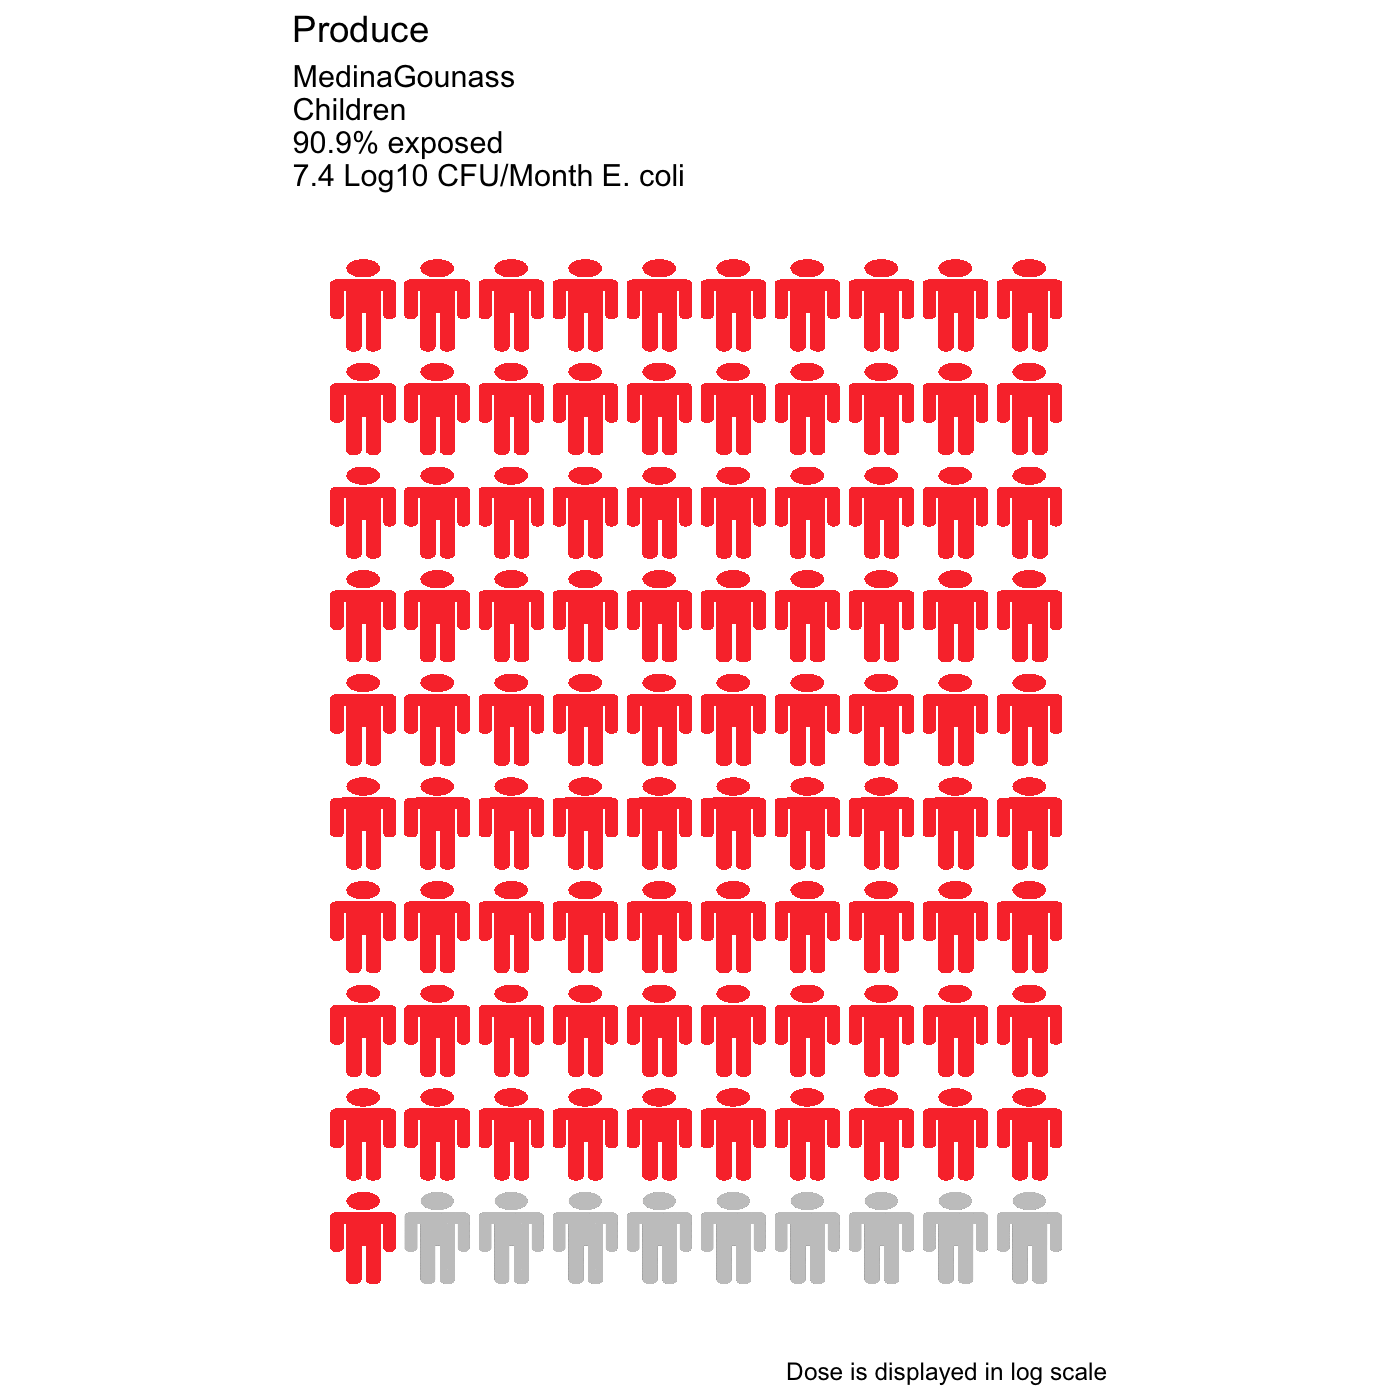 Produce
MedinaGounass
Children
90.9% exposed
7.4 Log10 CFU/Month E. coli
Dose is displayed in log scale